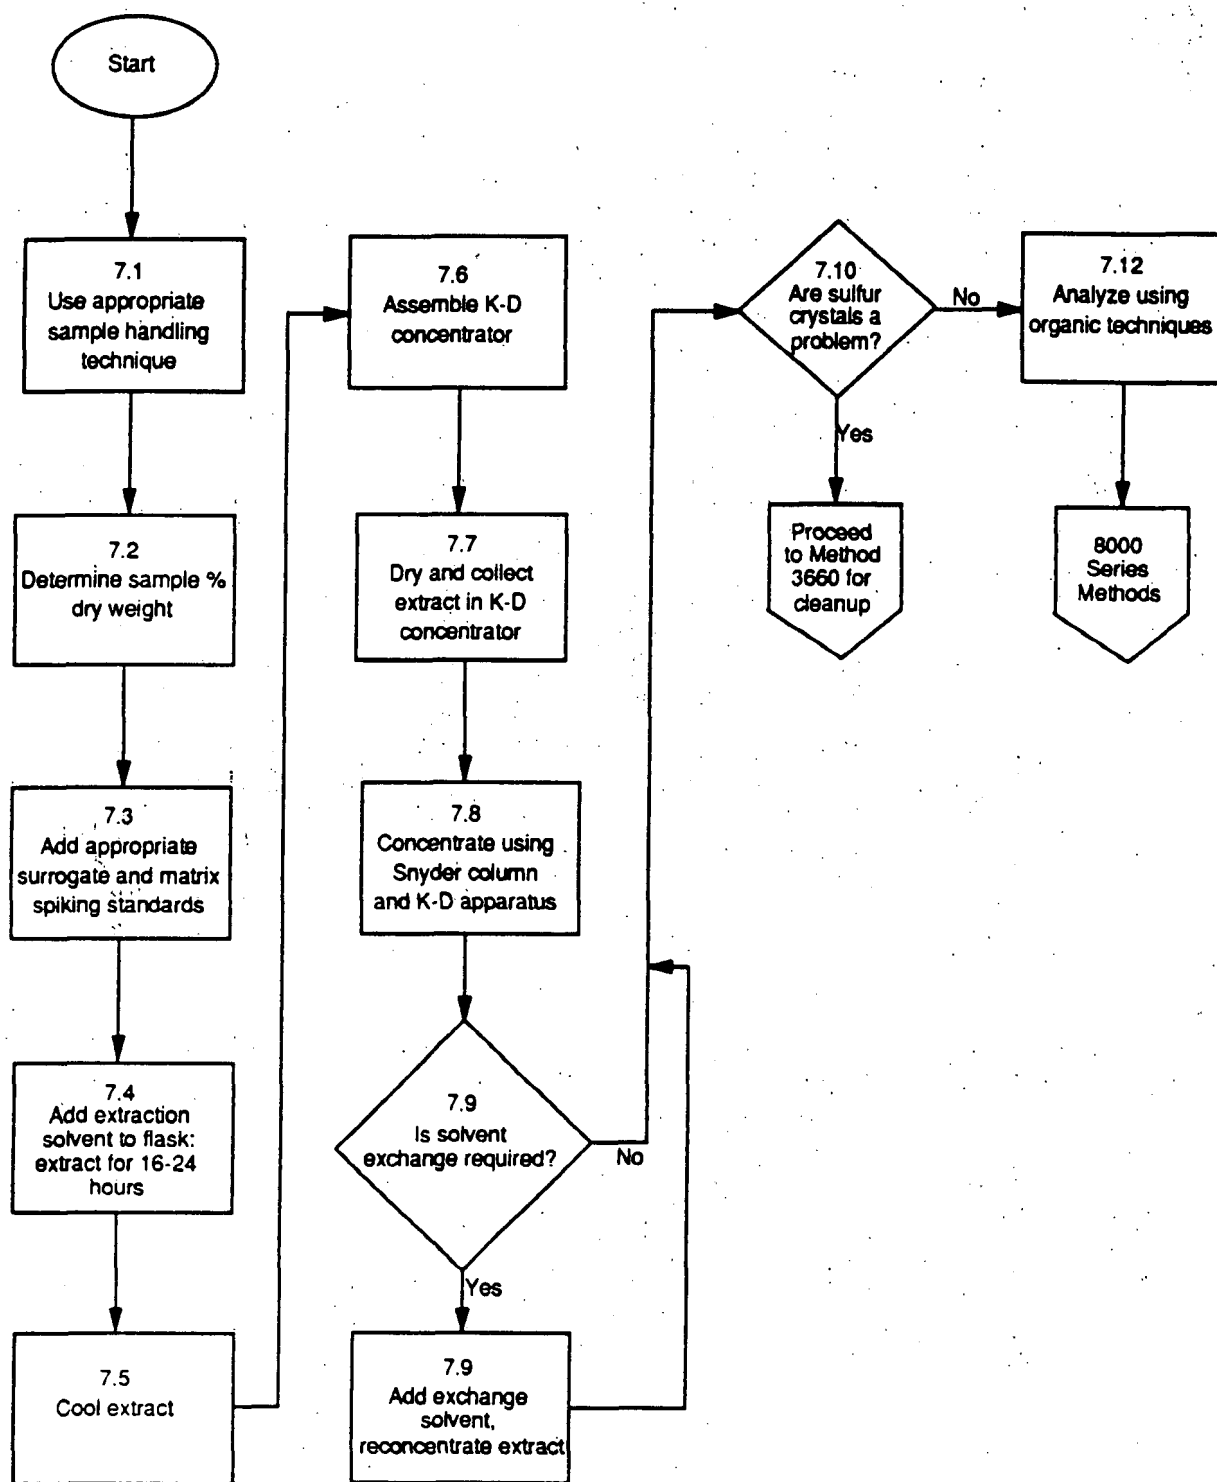 Start
7.1
Use appropriate
sample handling
technique
7.2
Determine sample %
dry weight
7.3
Add appropriate
surrogate and matrix
spiking standards
7.4
Add extraction
solvent to flask:
extract for 16-24
hours
7.5
Cool extract
7.6
Assemble K-D
concentrator
7.7
Dry and collect
extract in K-D
concentrator
7.8
Concentrate using
Snyder column
and K-D apparatus
7.9
Is solvent
exchange required?
No
Yes
7.9
Add exchange
solvent,
reconcentrate extract
7.10
Are sulfur
crystals a
problem?
No
Yes
Proceed
to Method
3660 for
cleanup
7.12
Analyze using
organic techniques
8000
Series
Methods